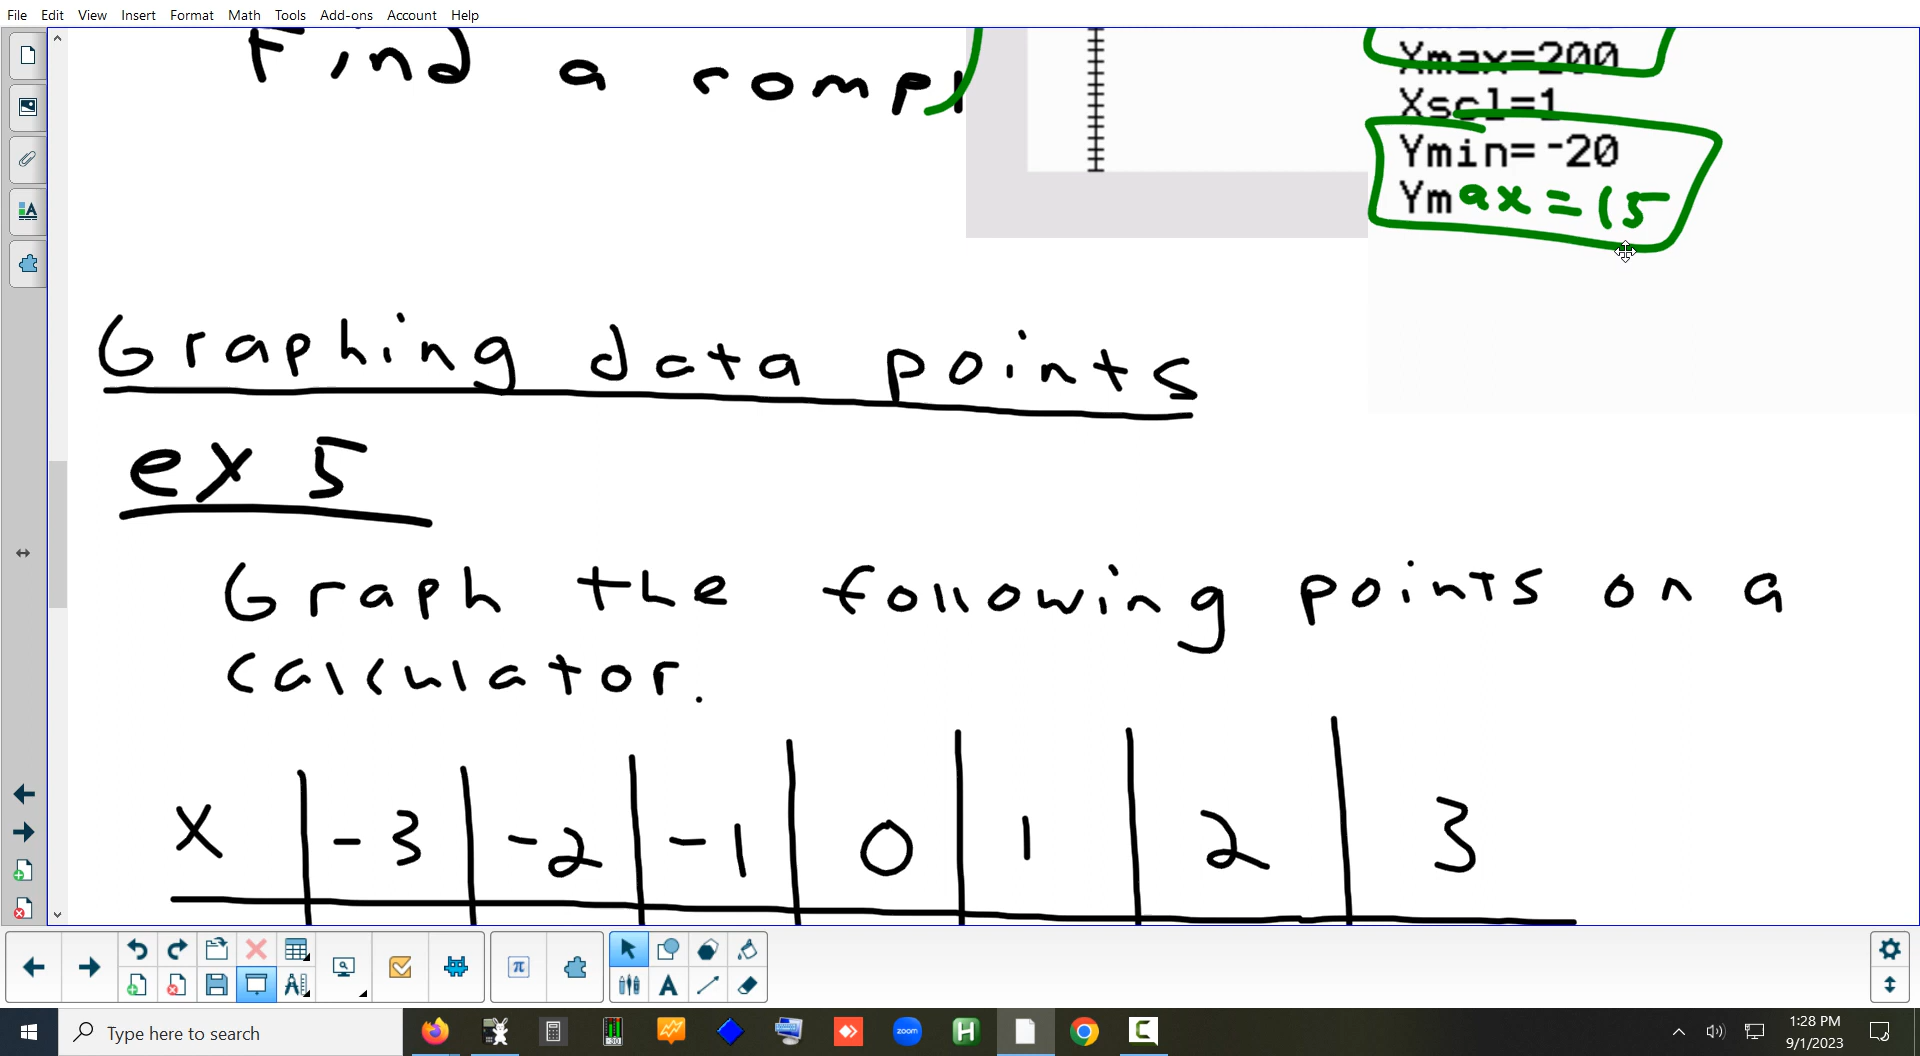 File Edit View Insert Format Math Tools Add-ons Account Help
Find a compl
Xmax=200
Xscl=1
Ymin=-20
Ymax=15
Graphing data points
ex 5
Graph the following points on a
calculator.
x -3 -2 -1 0 1 2 3
π
A
Type here to search
zoom
H
C
1:28 PM
9/1/2023